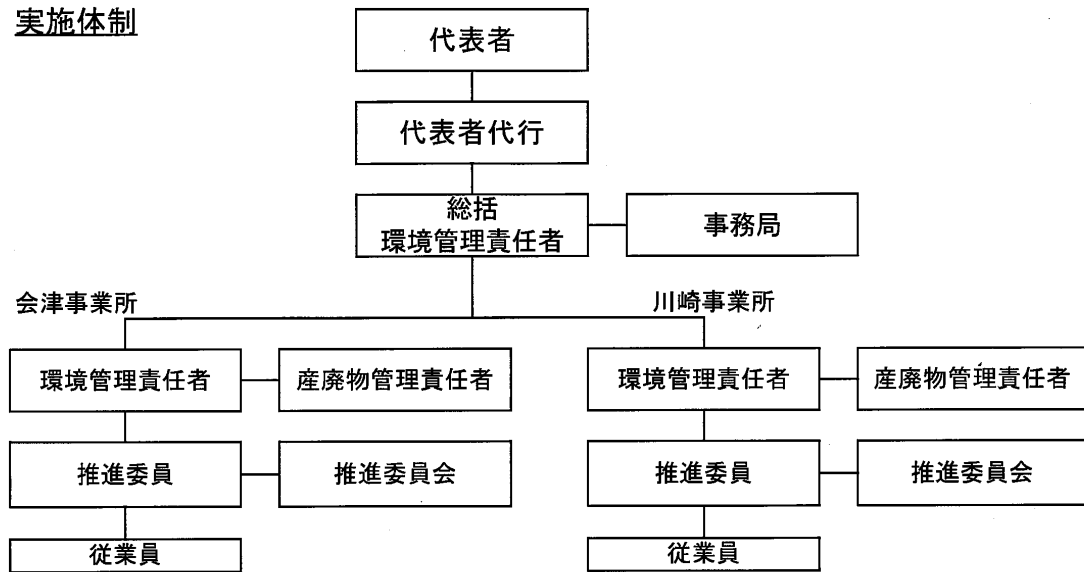 実施体制
代表者
代表者代行
総括
環境管理責任者
事務局
会津事業所
川崎事業所
環境管理責任者
産廃物管理責任者
環境管理責任者
産廃物管理責任者
推進委員
推進委員会
推進委員
推進委員会
従業員
従業員